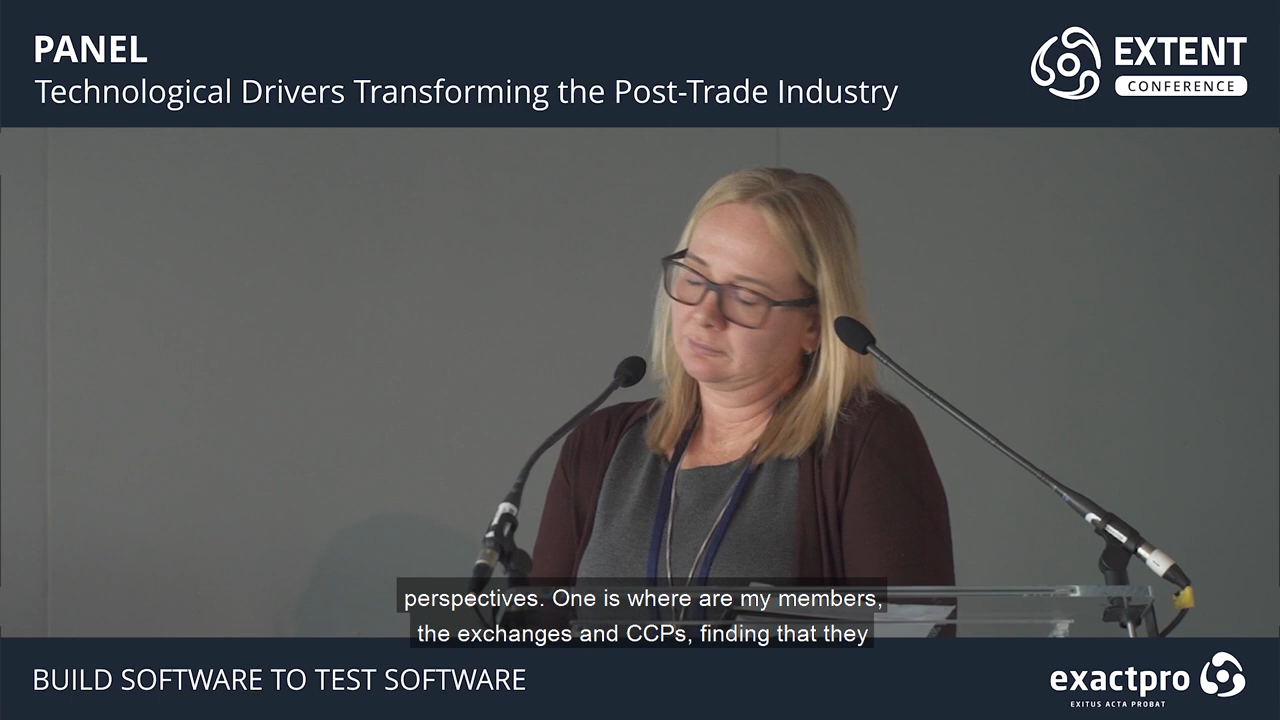 PANEL
Technological Drivers Transforming the Post-Trade Industry
EXTENT
CONFERENCE
perspectives. One is where are my members,
the exchanges and CCPs, finding that they
BUILD SOFTWARE TO TEST SOFTWARE
exactpro
EXITUS ACTA PROBAT